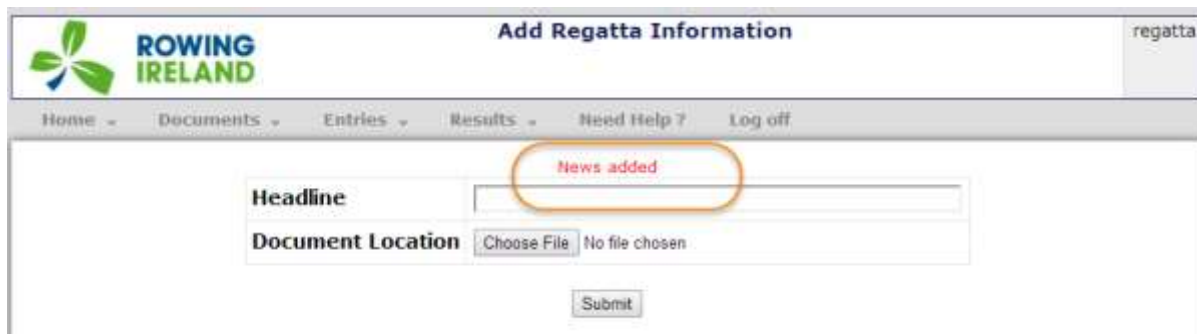 Add Regatta Information
regatta
ROWING
IRELAND
Home Documents Entries Results Need Help ? Log off
News added
Headline
Document Location Choose File No file chosen
Submit